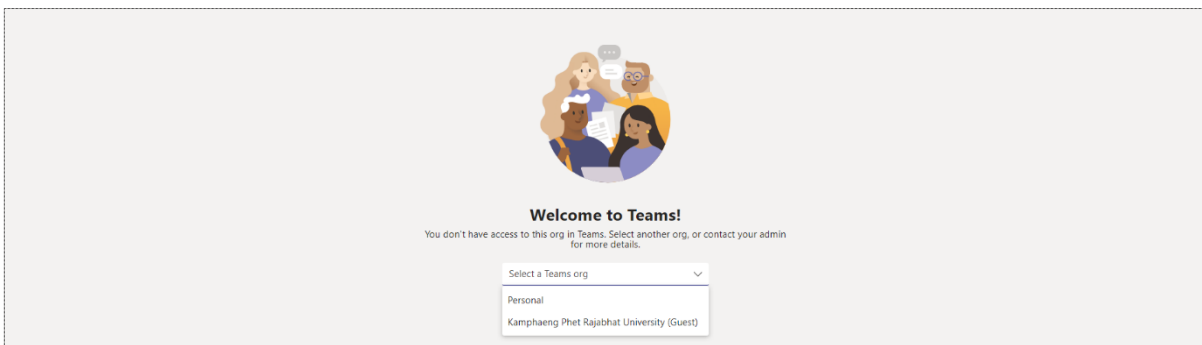 Welcome to Teams!
You don't have access to this org in Teams. Select another org, or contact your admin
for more details.
Select a Teams org
Personal
Kamphaeng Phet Rajabhat University (Guest)